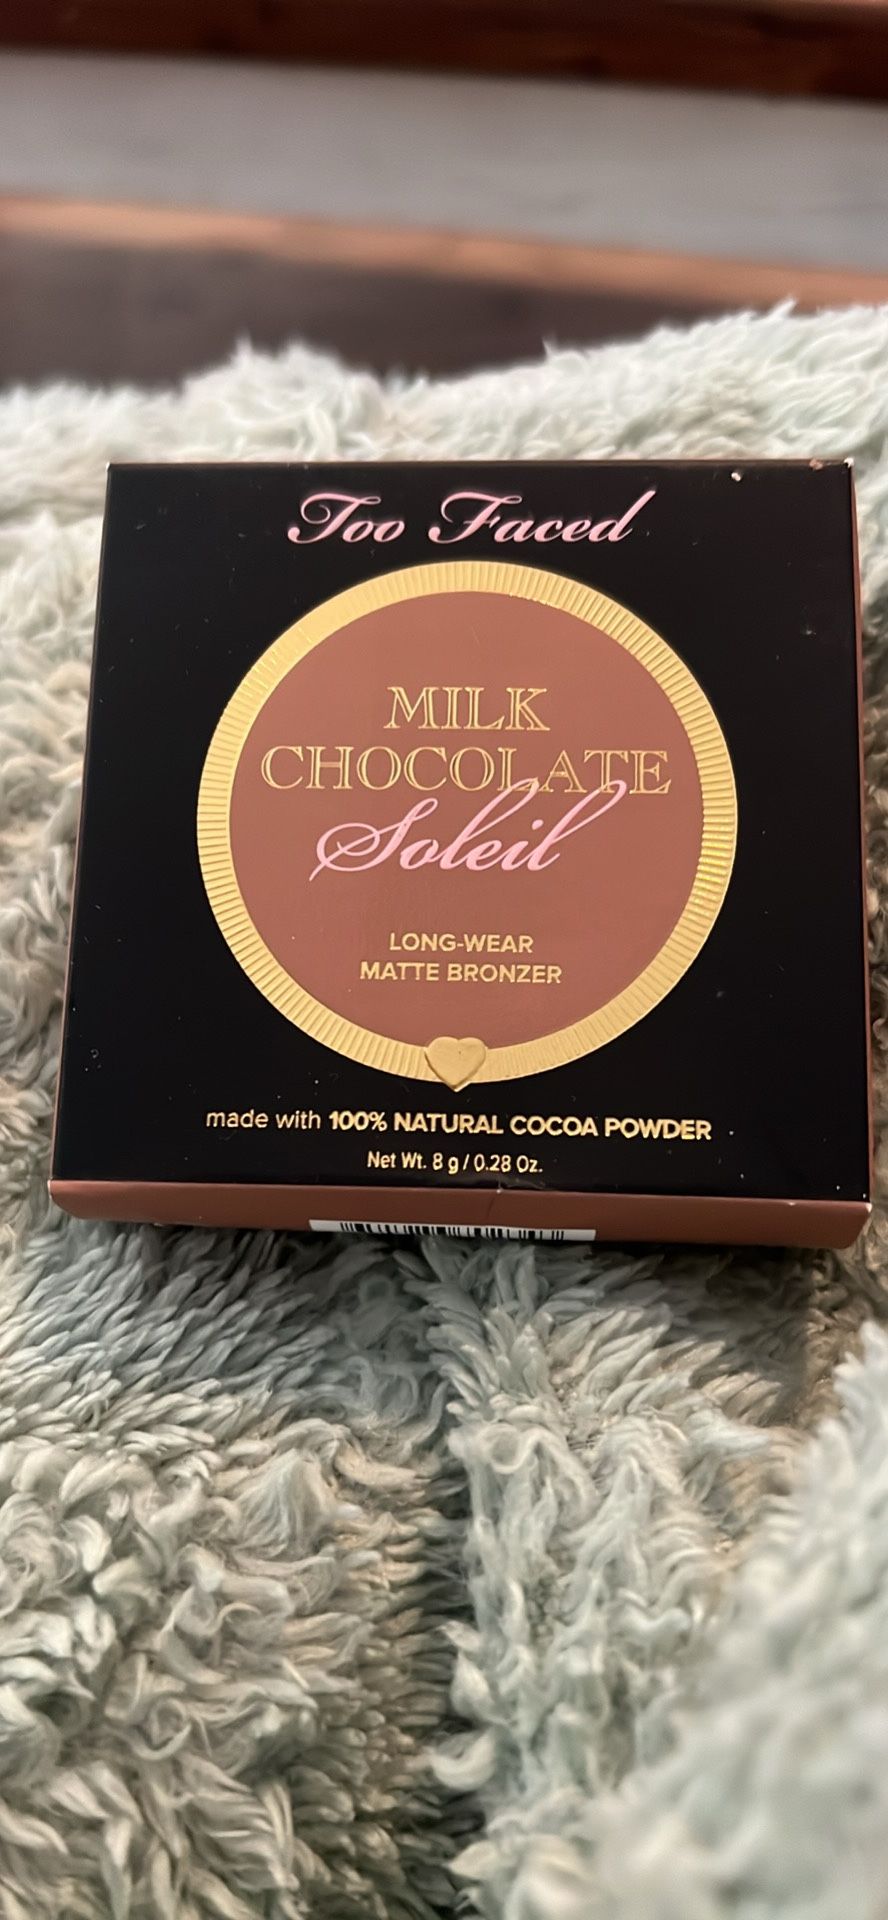 Too Faced
MILK
CHOCOLATE
Soleil
LONG-WEAR
MATTE BRONZER
made with 100% NATURAL COCOA POWDER
Net Wt. 8 g / 0.28 Oz.